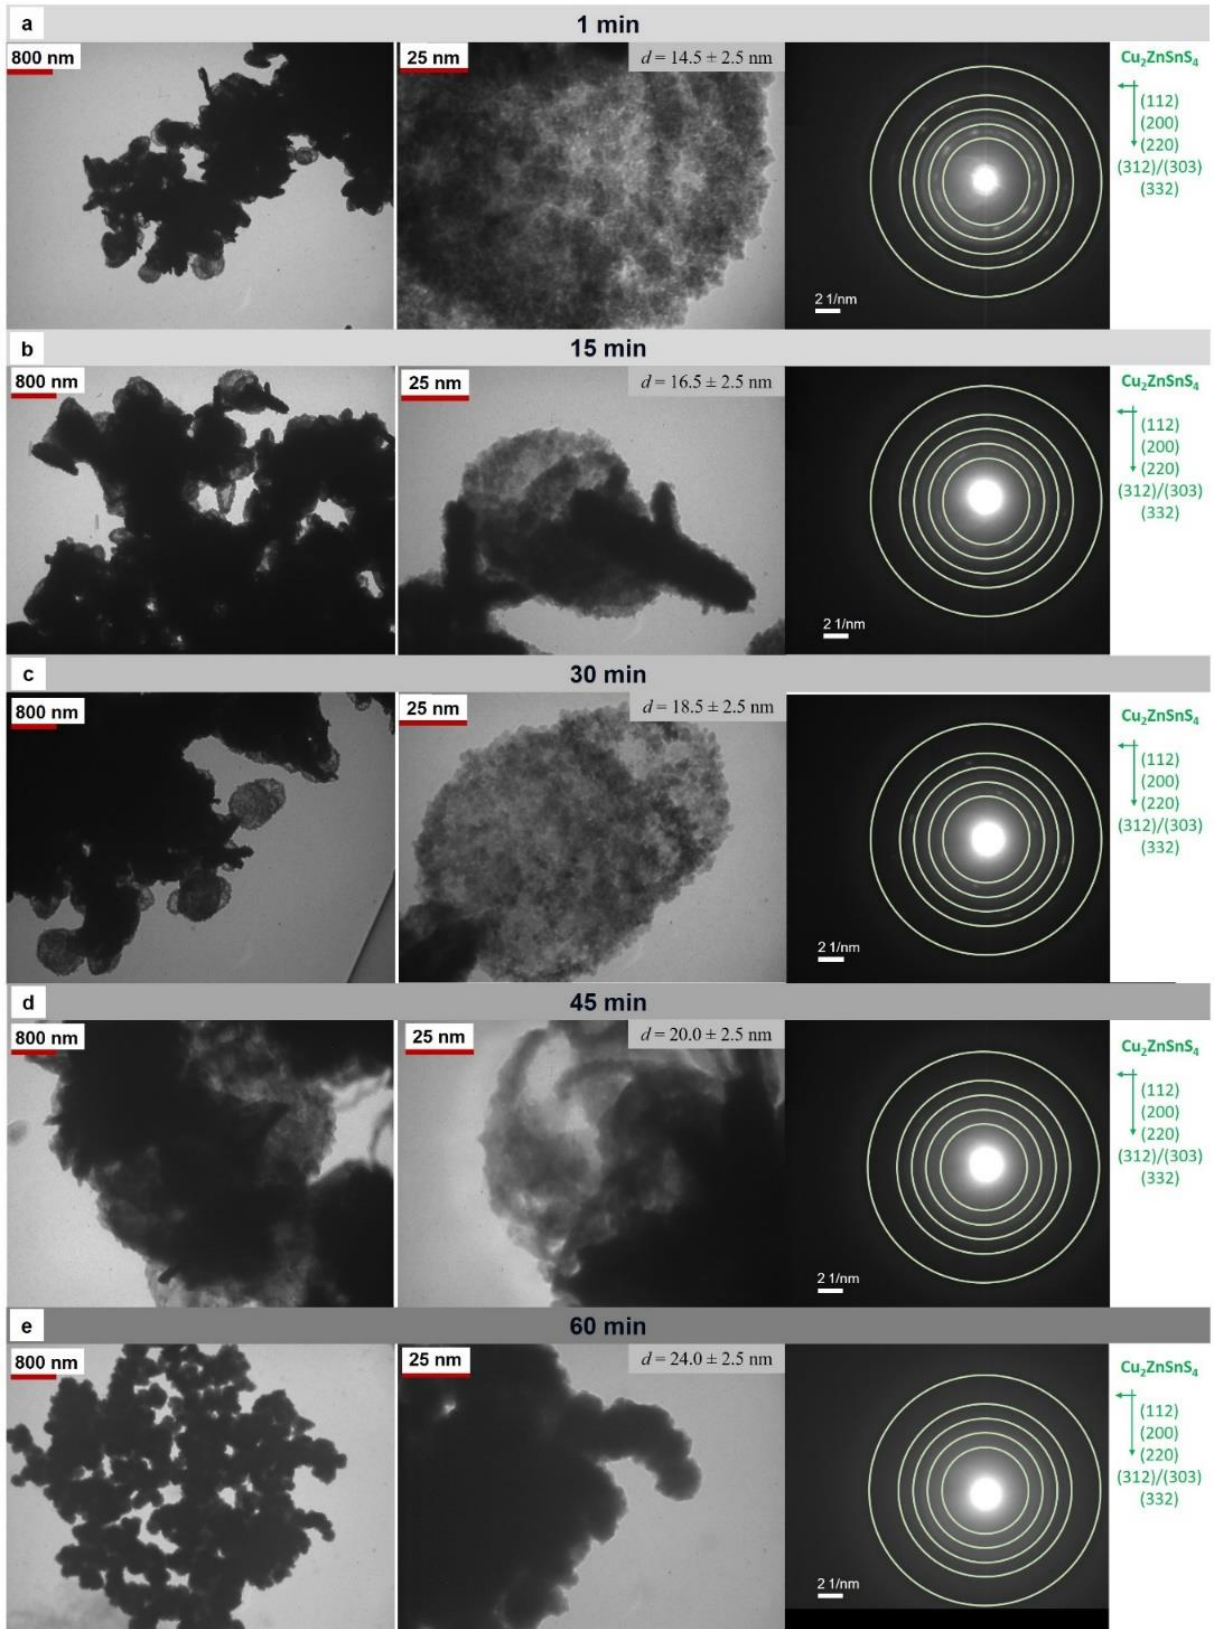 a
1 min
800 nm
25 nm
d = 14.5 ± 2.5 nm
2 1/nm
Cu₂ZnSnS₄
(112)
(200)
(220)
(312)/(303)
(332)
b
15 min
800 nm
25 nm
d = 16.5 ± 2.5 nm
2 1/nm
Cu₂ZnSnS₄
(112)
(200)
(220)
(312)/(303)
(332)
c
30 min
800 nm
25 nm
d = 18.5 ± 2.5 nm
2 1/nm
Cu₂ZnSnS₄
(112)
(200)
(220)
(312)/(303)
(332)
d
45 min
800 nm
25 nm
d = 20.0 ± 2.5 nm
2 1/nm
Cu₂ZnSnS₄
(112)
(200)
(220)
(312)/(303)
(332)
e
60 min
800 nm
25 nm
d = 24.0 ± 2.5 nm
2 1/nm
Cu₂ZnSnS₄
(112)
(200)
(220)
(312)/(303)
(332)